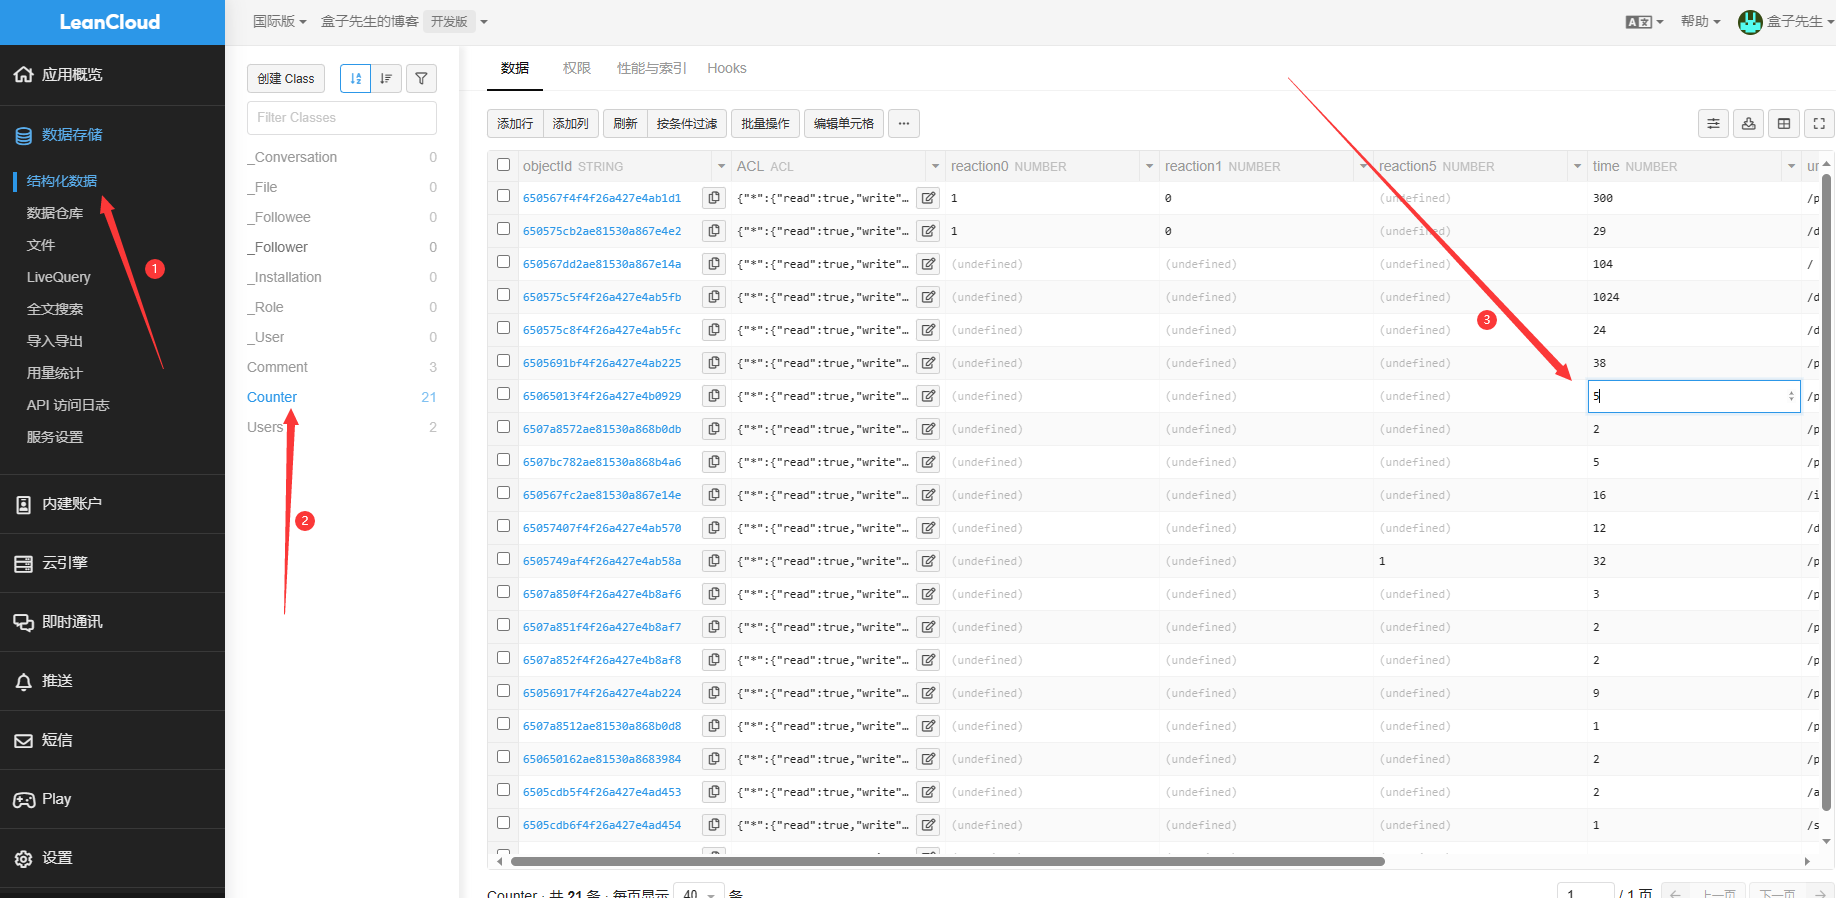 LeanCloud
国际版 盒子先生的博客 开发版
帮助 盒子先生
应用概览
数据存储
结构化数据
数据仓库
文件
LiveQuery
全文搜索
导入导出
用量统计
API 访问日志
服务设置
内建账户
云引擎
即时通讯
推送
短信
Play
设置
1
创建 Class
Filter Classes
_Conversation 0
_File 0
_Followee 0
_Follower 0
_Installation 0
_Role 0
_User 0
Comment 0
Counter 21
Users 2
2
数据 权限 性能与索引 Hooks
添加行 添加列 刷新 按条件过滤 批量操作 编辑单元格 ...
objectId STRING ACL ACL reaction0 NUMBER reaction1 NUMBER reaction5 NUMBER time NUMBER ur
650567f4f4f26a427e4ab1d1 {"*":{"read":true,"write"... 1 0 (undefined) 300 /p
650575cb2ae81530a867e4e2 {"*":{"read":true,"write"... 1 0 (undefined) 29 /d
650567dd2ae81530a867e14a {"*":{"read":true,"write"... (undefined) (undefined) (undefined) 104 /
650575c5f4f26a427e4ab5fb {"*":{"read":true,"write"... (undefined) (undefined) (undefined) 1024 /d
3
650575c8f4f26a427e4ab5fc {"*":{"read":true,"write"... (undefined) (undefined) (undefined) 24 /d
6505691bf4f26a427e4ab225 {"*":{"read":true,"write"... (undefined) (undefined) (undefined) 38 /p
65065013f4f26a427e4b0929 {"*":{"read":true,"write"... (undefined) (undefined) (undefined) 5 /p
6507a8572ae81530a868b0db {"*":{"read":true,"write"... (undefined) (undefined) (undefined) 2 /p
6507bc782ae81530a868b4a6 {"*":{"read":true,"write"... (undefined) (undefined) (undefined) 5 /p
650567fc2ae81530a867e14e {"*":{"read":true,"write"... (undefined) (undefined) (undefined) 16 /i
65057407f4f26a427e4ab570 {"*":{"read":true,"write"... (undefined) (undefined) (undefined) 12 /d
6505749af4f26a427e4ab58a {"*":{"read":true,"write"... (undefined) (undefined) 1 32 /p
6507a850f4f26a427e4b8af6 {"*":{"read":true,"write"... (undefined) (undefined) (undefined) 3 /p
6507a851f4f26a427e4b8af7 {"*":{"read":true,"write"... (undefined) (undefined) (undefined) 2 /p
6507a852f4f26a427e4b8af8 {"*":{"read":true,"write"... (undefined) (undefined) (undefined) 2 /p
65056917f4f26a427e4ab224 {"*":{"read":true,"write"... (undefined) (undefined) (undefined) 9 /p
6507a8512ae81530a868b0d8 {"*":{"read":true,"write"... (undefined) (undefined) (undefined) 1 /p
650650162ae81530a8683984 {"*":{"read":true,"write"... (undefined) (undefined) (undefined) 2 /p
6505cdb5f4f26a427e4ad453 {"*":{"read":true,"write"... (undefined) (undefined) (undefined) 2 /a
6505cdb6f4f26a427e4ad454 {"*":{"read":true,"write"... (undefined) (undefined) (undefined) 1 /s
Counter · 共 21 条 · 每页显示 40 条 1 / 1 页 上一页 下一页